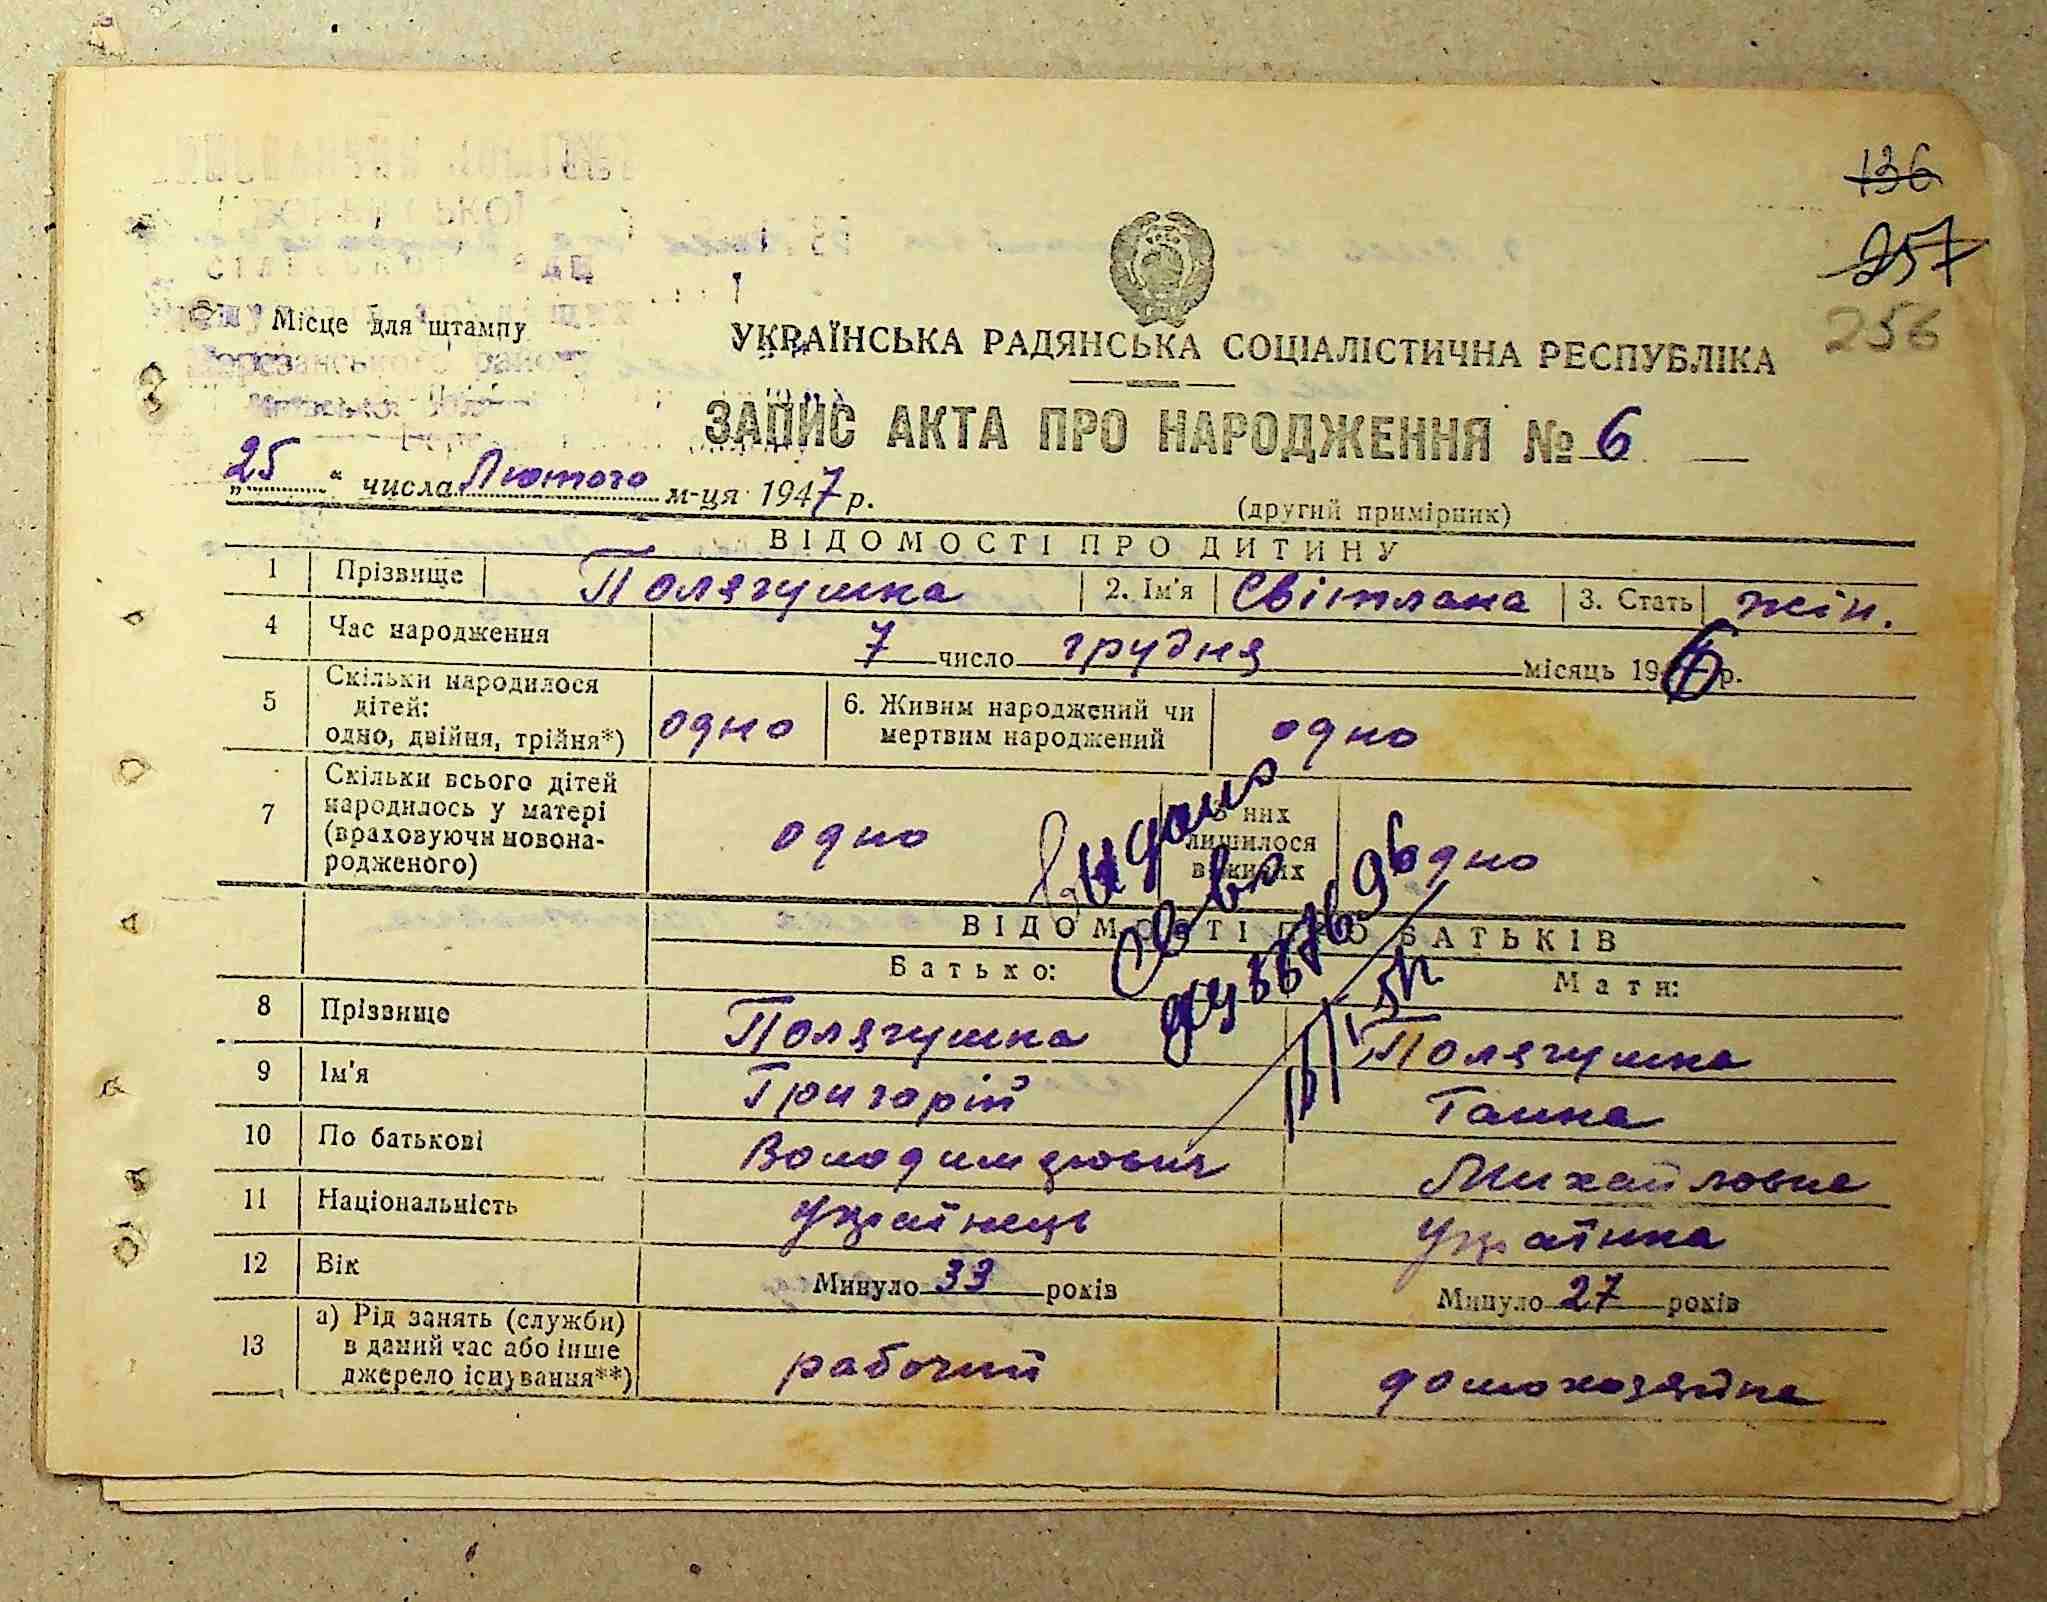 136
257
256
Місце для штампу
УКРАЇНСЬКА РАДЯНСЬКА СОЦІАЛІСТИЧНА РЕСПУБЛІКА
ЗАПИС АКТА ПРО НАРОДЖЕННЯ № 6
„25“ числа Лютого м-ця 1947 р.
(другий примірник)
ВІДОМОСТІ ПРО ДИТИНУ
1 Прізвище Полягушка 2. Ім'я Світлана 3. Стать жін.
4 Час народження 7 число грудня місяць 1946 р.
5 Скільки народилося дітей: одно, двійня, трійня*) одно 6. Живим народжений чи мертвим народжений одно
7 Скільки всього дітей народилось у матері (враховуючи новонародженого) одно З них лишилося в живих одно
ВІДОМОСТІ ПРО БАТЬКІВ
Батько: Мати:
8 Прізвище Полягушка Полягушка
9 Ім'я Григорій Ганна
10 По батькові Володимирович Михайловна
11 Національність Українець Українка
12 Вік Минуло 33 років Минуло 27 років
13 а) Рід занять (служби) в даний час або інше джерело існування**) рабочий домохозяйка